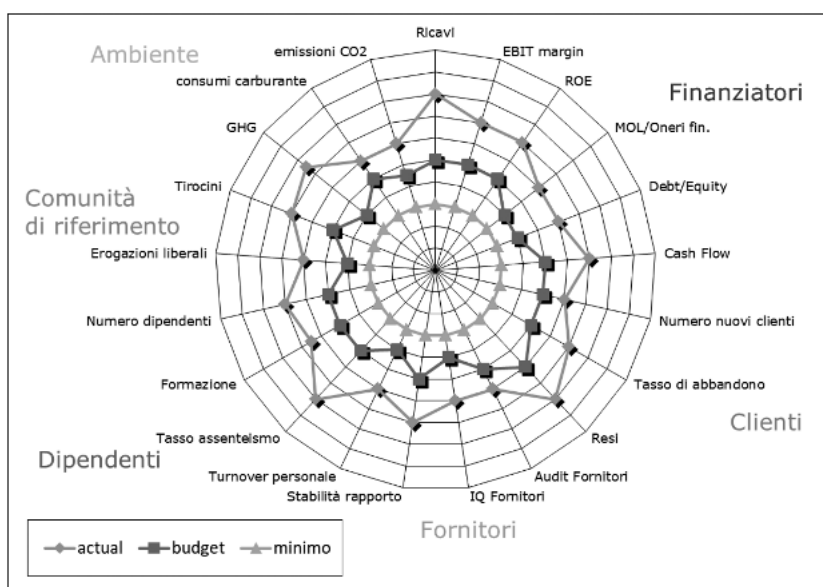 Ricavi
EBIT margin
ROE
Finanziatori
MOL/Oneri fin.
Debt/Equity
Cash Flow
Numero nuovi clienti
Tasso di abbandono
Clienti
Resi
Audit Fornitori
IQ Fornitori
Fornitori
Stabilità rapporto
Turnover personale
Dipendenti
Tasso assenteismo
Formazione
Numero dipendenti
Erogazioni liberali
Comunità
di riferimento
Tirocini
GHG
consumi carburante
Ambiente
emissioni CO2
actual
budget
minimo